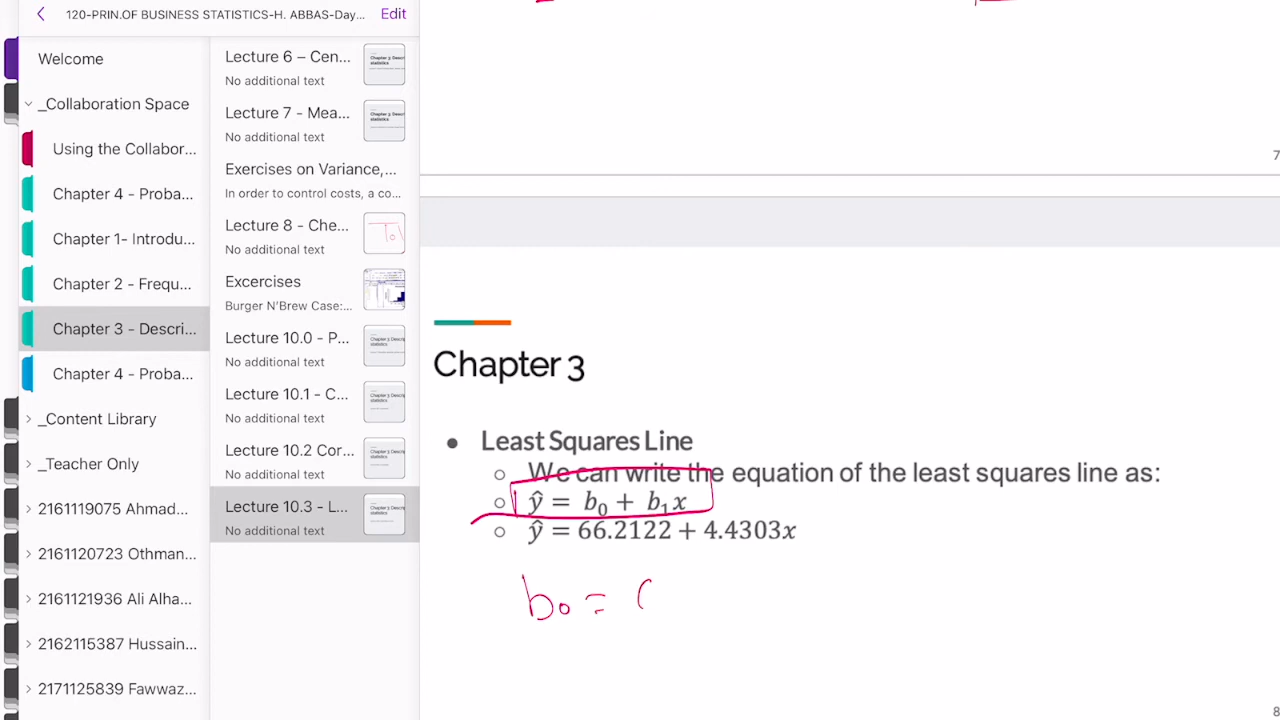 120-PRIN.OF BUSINESS STATISTICS-H. ABBAS-Day...
Edit
Welcome
_Collaboration Space
Using the Collabor...
Chapter 4 - Proba...
Chapter 1- Introdu...
Chapter 2 - Frequ...
Chapter 3 - Descri...
Chapter 4 - Proba...
_Content Library
_Teacher Only
2161119075 Ahmad...
2161120723 Othman...
2161121936 Ali Alha...
21621115387 Hussain...
2171125839 Fawwaz...
Lecture 6 – Cen...
No additional text
Lecture 7 - Mea...
No additional text
Exercises on Variance,...
In order to control costs, a co...
Lecture 8 - Che...
No additional text
Excercises
Burger N'Brew Case:...
Lecture 10.0 - P...
No additional text
Lecture 10.1 - C...
No additional text
Lecture 10.2 Cor...
No additional text
Lecture 10.3 - L...
No additional text
7
Chapter 3
● Least Squares Line
○ We can write the equation of the least squares line as:
○ ŷ = b₀ + b₁x
○ ŷ = 66.2122 + 4.4303x
b₀ = (
8